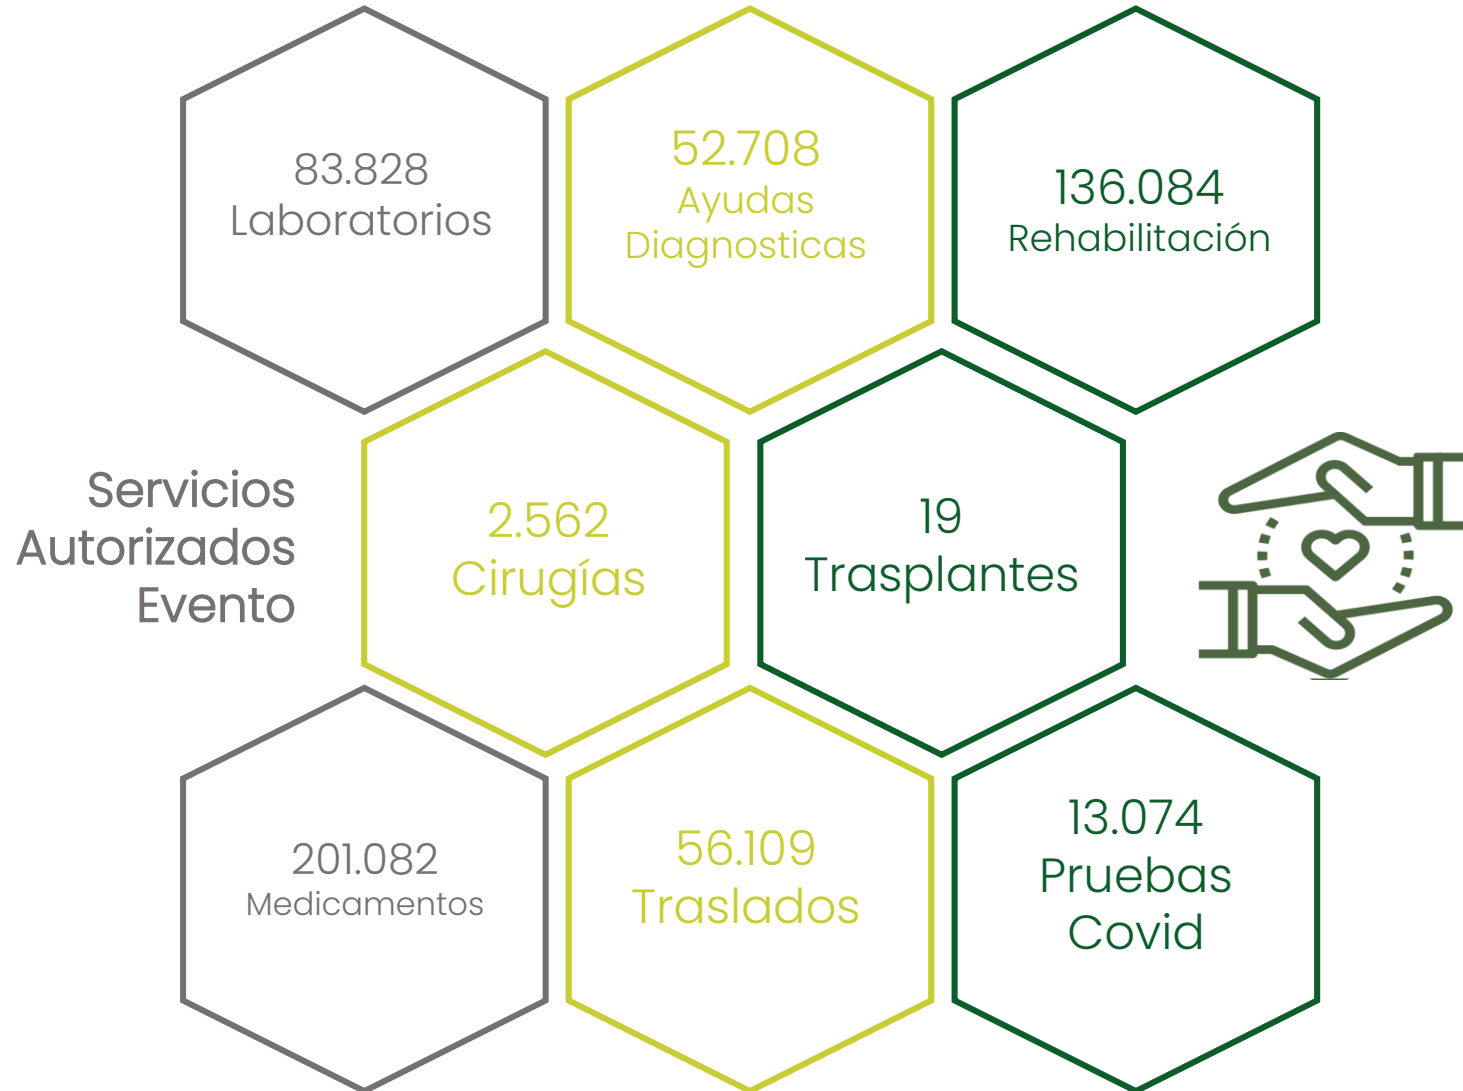 83.828
Laboratorios
52.708
Ayudas
Diagnosticas
136.084
Rehabilitación
Servicios
Autorizados
Evento
2.562
Cirugías
19
Trasplantes
201.082
Medicamentos
56.109
Traslados
13.074
Pruebas
Covid